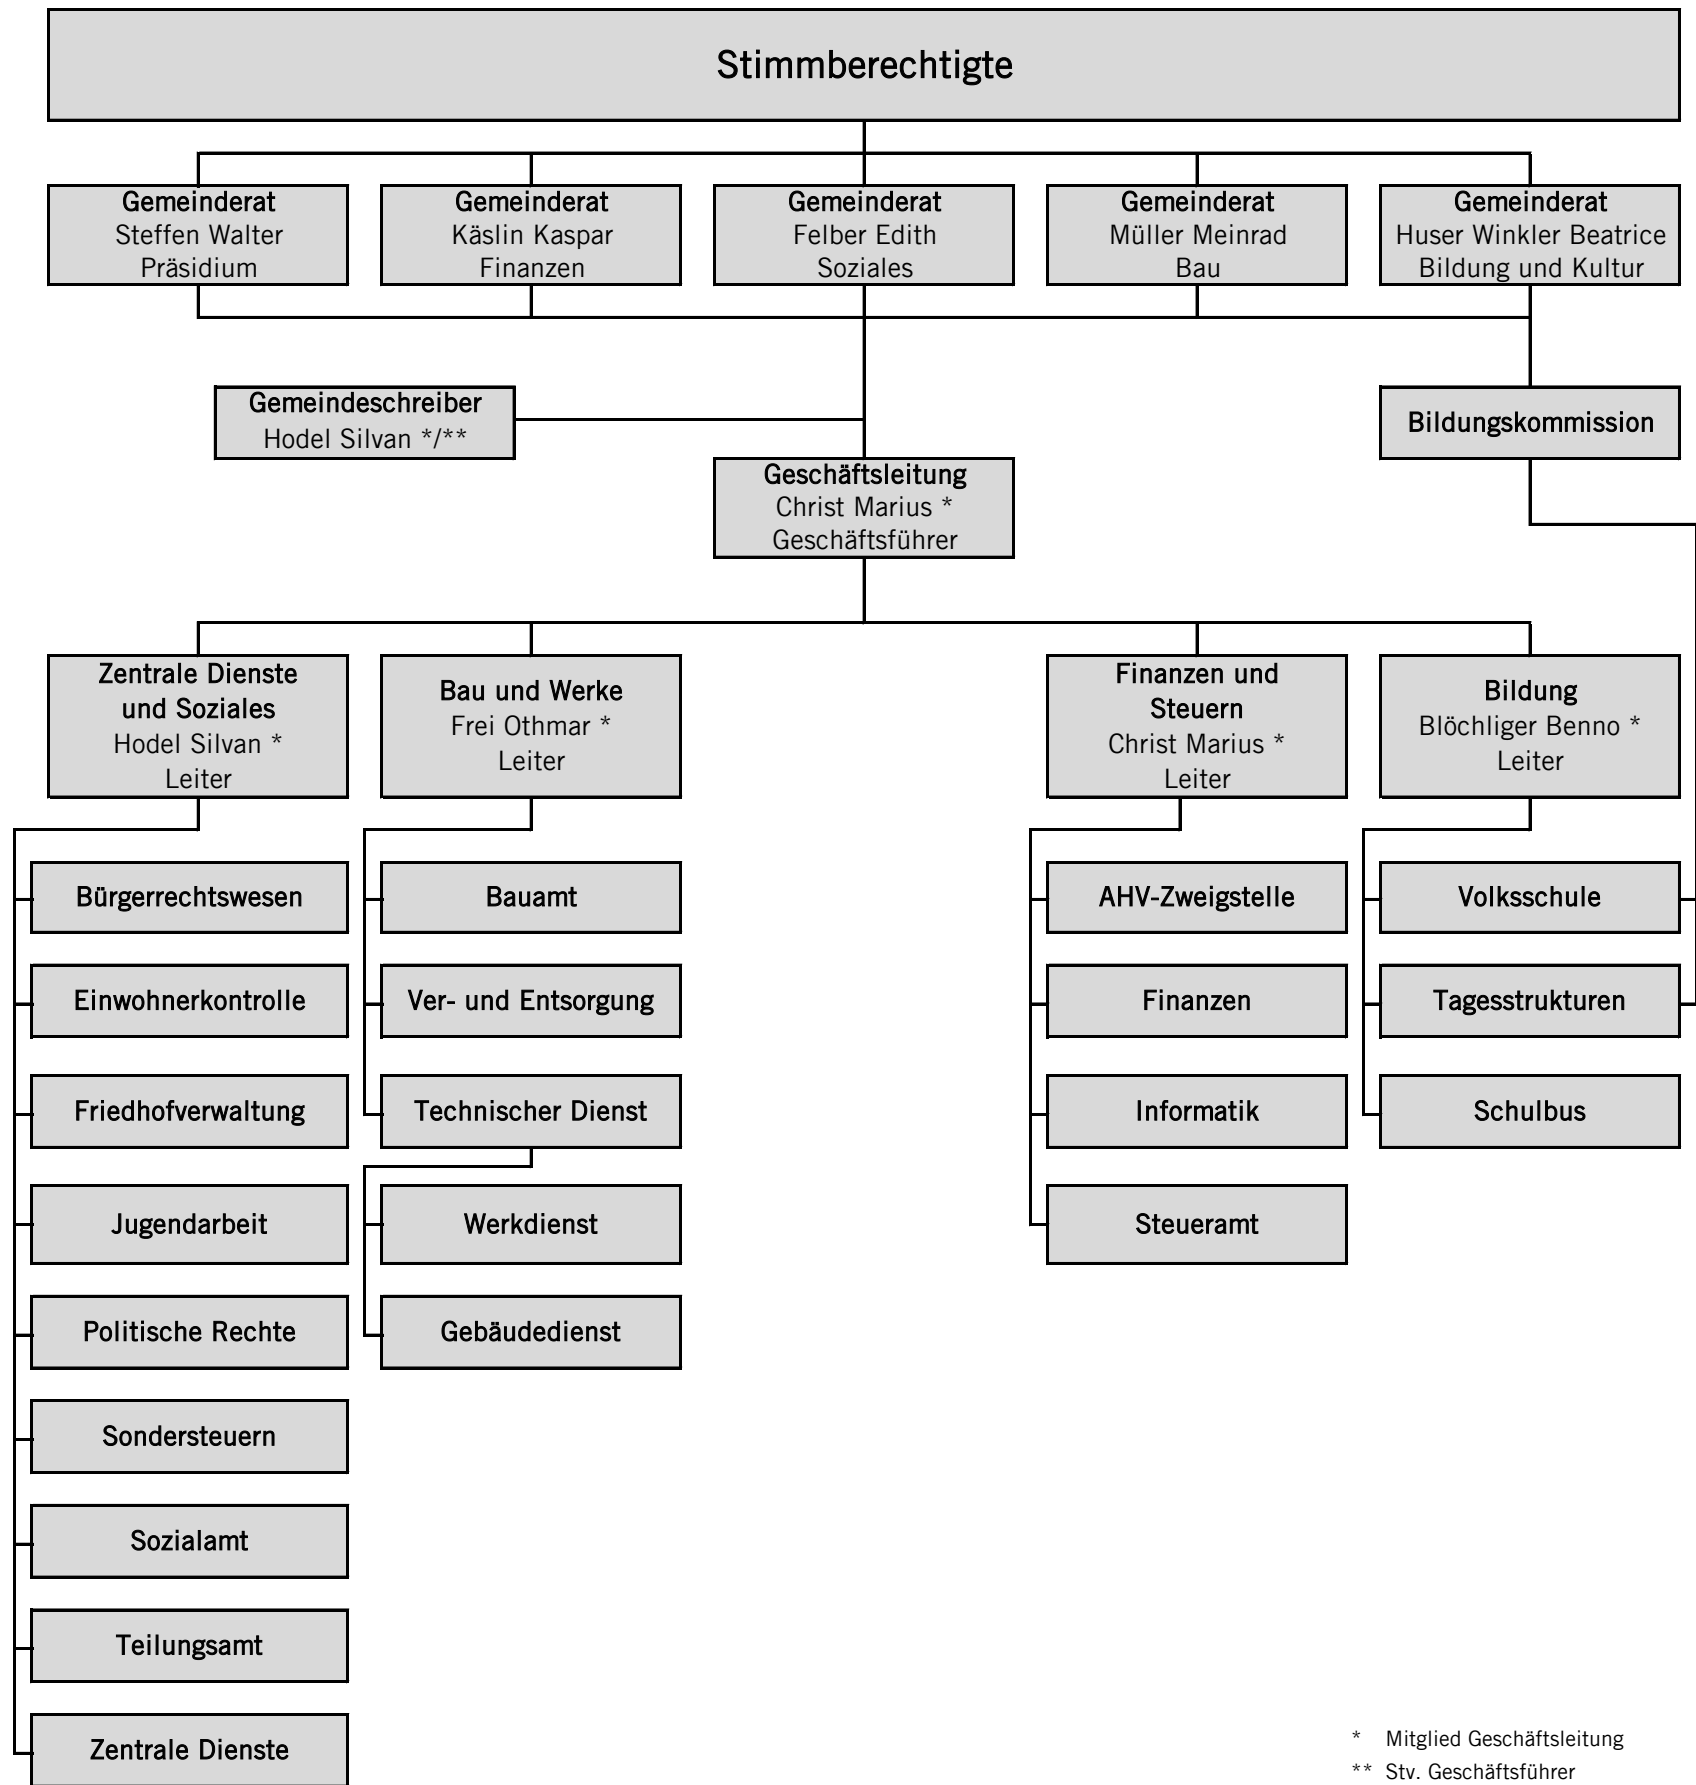 Stimmberechtigte
Gemeinderat
Steffen Walter
Präsidium
Gemeinderat
Käslin Kaspar
Finanzen
Gemeinderat
Felber Edith
Soziales
Gemeinderat
Müller Meinrad
Bau
Gemeinderat
Huser Winkler Beatrice
Bildung und Kultur
Gemeindeschreiber
Hodel Silvan */**
Bildungskommission
Geschäftsleitung
Christ Marius *
Geschäftsführer
Zentrale Dienste
und Soziales
Hodel Silvan *
Leiter
Bau und Werke
Frei Othmar *
Leiter
Finanzen und
Steuern
Christ Marius *
Leiter
Bildung
Blöchliger Benno *
Leiter
Bürgerrechtswesen
Einwohnerkontrolle
Friedhofverwaltung
Jugendarbeit
Politische Rechte
Sondersteuern
Sozialamt
Teilungsamt
Zentrale Dienste
Bauamt
Ver- und Entsorgung
Technischer Dienst
Werkdienst
Gebäudedienst
AHV-Zweigstelle
Finanzen
Informatik
Steueramt
Volksschule
Tagesstrukturen
Schulbus
* Mitglied Geschäftsleitung
** Stv. Geschäftsführer